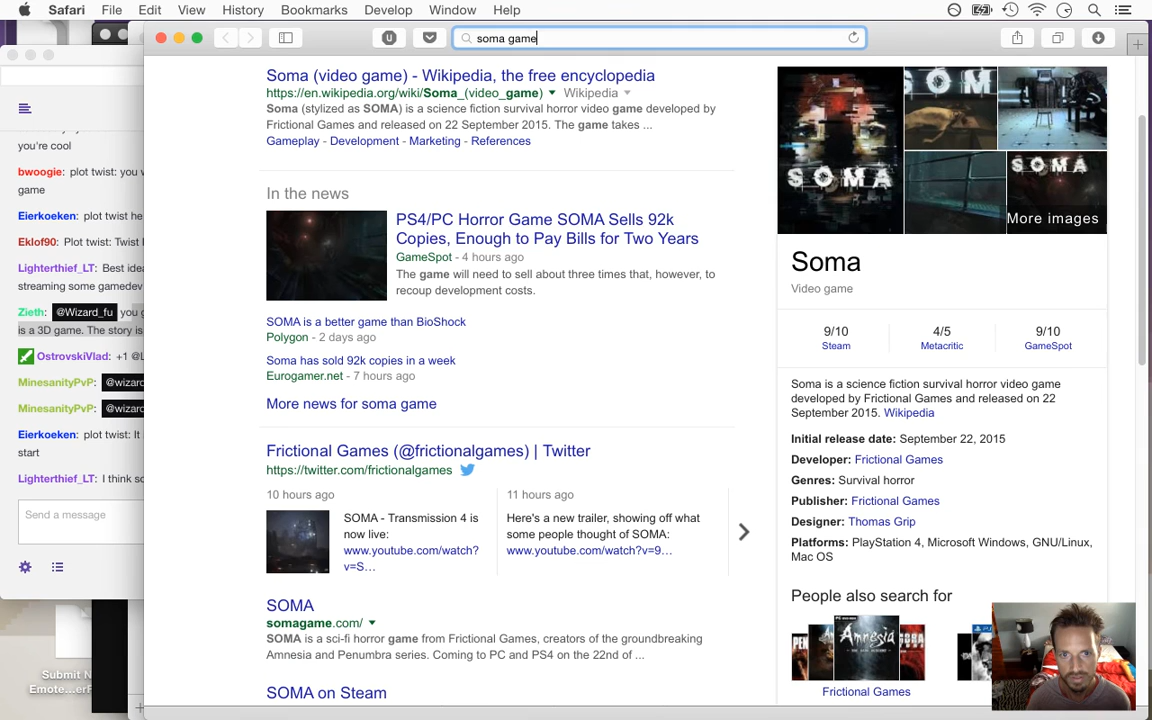 Safari File Edit View History Bookmarks Develop Window Help
soma game
you're cool
bwoogie: plot twist: you
game
Eierkoeken: plot twist he
Eklof90: Plot twist: Twist
Lighterthief_LT: Best idea
streaming some gamedev
Zieth: @Wizard_fu you
is a 3D game. The story is
OstrovskiVlad: +1
MinesanityPvP:
MinesanityPvP:
Eierkoeken: plot twist: It
start
Lighterthief_LT: I think
Send a message
Submit
Soma (video game) - Wikipedia, the free encyclopedia
https://en.wikipedia.org/wiki/Soma_(video_game) Wikipedia
Soma (stylized as SOMA) is a science fiction survival horror video game developed by
Frictional Games and released on 22 September 2015. The game takes ...
Gameplay - Development - Marketing - References
In the news
PS4/PC Horror Game SOMA Sells 92k
Copies, Enough to Pay Bills for Two Years
GameSpot - 4 hours ago
The game will need to sell about three times that, however, to
recoup development costs.
SOMA is a better game than BioShock
Polygon - 2 days ago
Soma has sold 92k copies in a week
Eurogamer.net - 7 hours ago
More news for soma game
Frictional Games (@frictionalgames) | Twitter
https://twitter.com/frictionalgames
10 hours ago
SOMA - Transmission 4 is
now live:
www.youtube.com/watch?
v=S...
11 hours ago
Here's a new trailer, showing off what
some people thought of SOMA:
www.youtube.com/watch?v=9...
SOMA
somagame.com/
SOMA is a sci-fi horror game from Frictional Games, creators of the groundbreaking
Amnesia and Penumbra series. Coming to PC and PS4 on the 22nd of ...
SOMA on Steam
SOMA
SOM
SOMA
More images
Soma
Video game
9/10 4/5 9/10
Steam Metacritic GameSpot
Soma is a science fiction survival horror video game
developed by Frictional Games and released on 22
September 2015. Wikipedia
Initial release date: September 22, 2015
Developer: Frictional Games
Genres: Survival horror
Publisher: Frictional Games
Designer: Thomas Grip
Platforms: PlayStation 4, Microsoft Windows, GNU/Linux,
Mac OS
People also search for
Amnesia
Frictional Games